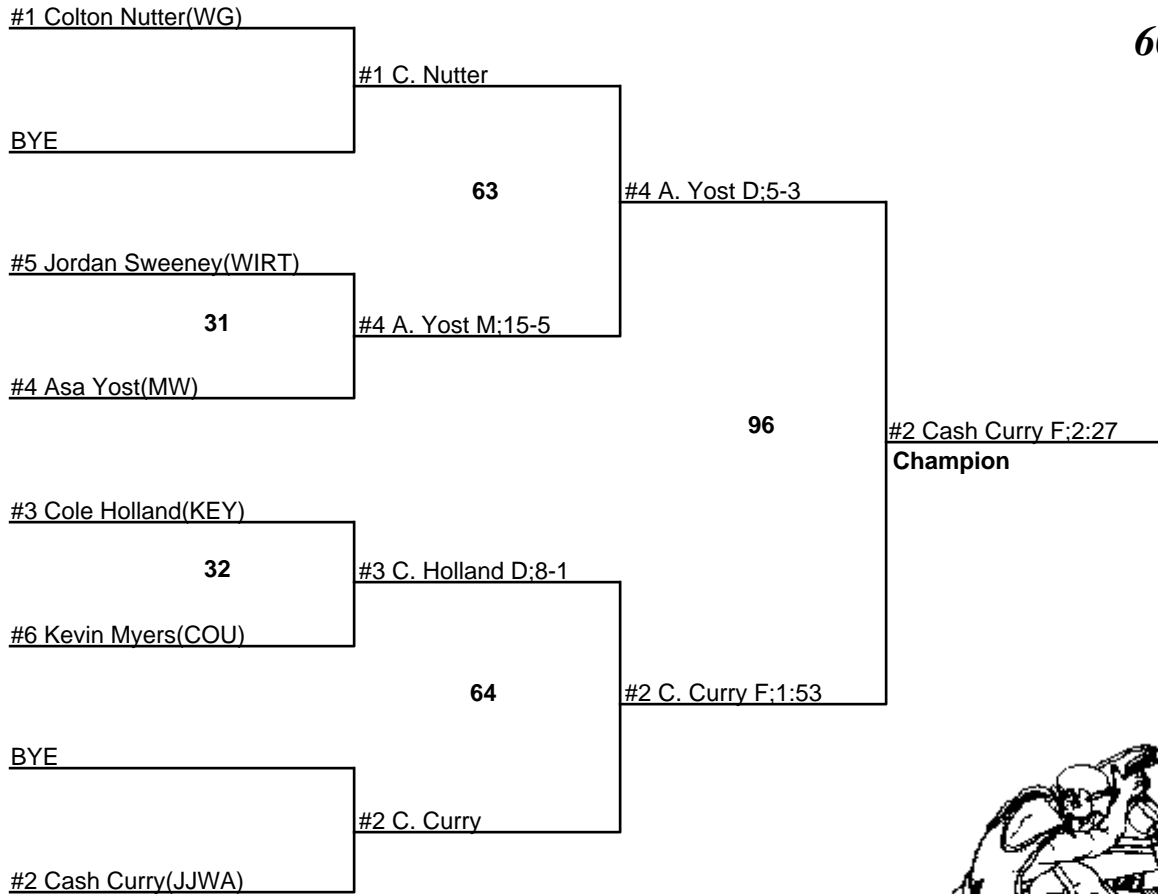 #1 Colton Nutter(WG)
#1 C. Nutter
BYE
63
#4 A. Yost D;5-3
#5 Jordan Sweeney(WIRT)
31
#4 A. Yost M;15-5
#4 Asa Yost(MW)
96
#2 Cash Curry F;2:27
Champion
#3 Cole Holland(KEY)
32
#3 C. Holland D;8-1
#6 Kevin Myers(COU)
64
#2 C. Curry F;1:53
BYE
#2 C. Curry
#2 Cash Curry(JJWA)